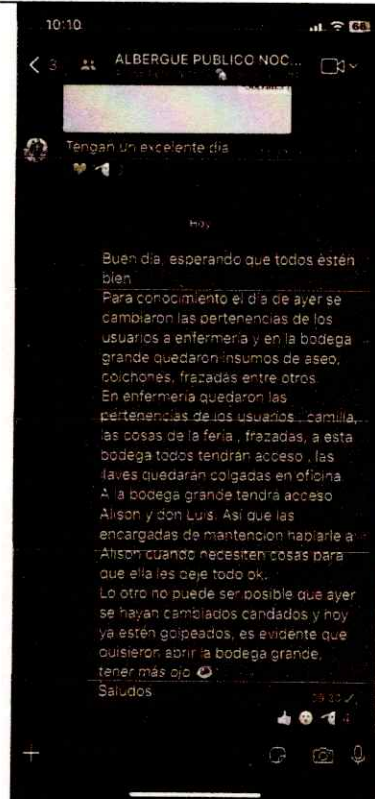 10:10
66
3
ALBERGUE PUBLICO NOC...
Tengan un excelente dia
Hoy
Buen dia, esperando que todos estén
bien
Para conocimiento el dia de ayer se
cambiaron las pertenencias de los
usuarios a enfermería y en la bodega
grande quedaron insumos de aseo,
colchones, frazadas entre otros.
En enfermería quedaron las
pertenencias de los usuarios, camilla,
las cosas de la feria, frazadas, a esta
bodega todos tendrán acceso, las
llaves quedarán colgadas en oficina
A la bodega grande tendrá acceso
Alison y don Luis. Así que las
encargadas de mantencion hablarle a
Alison cuando necesiten cosas para
que ella les deje todo ok.
Lo otro no puede ser posible que ayer
se hayan cambiados candados y hoy
ya estén golpeados, es evidente que
quisieron abrir la bodega grande,
tener más ojo
Saludos
4